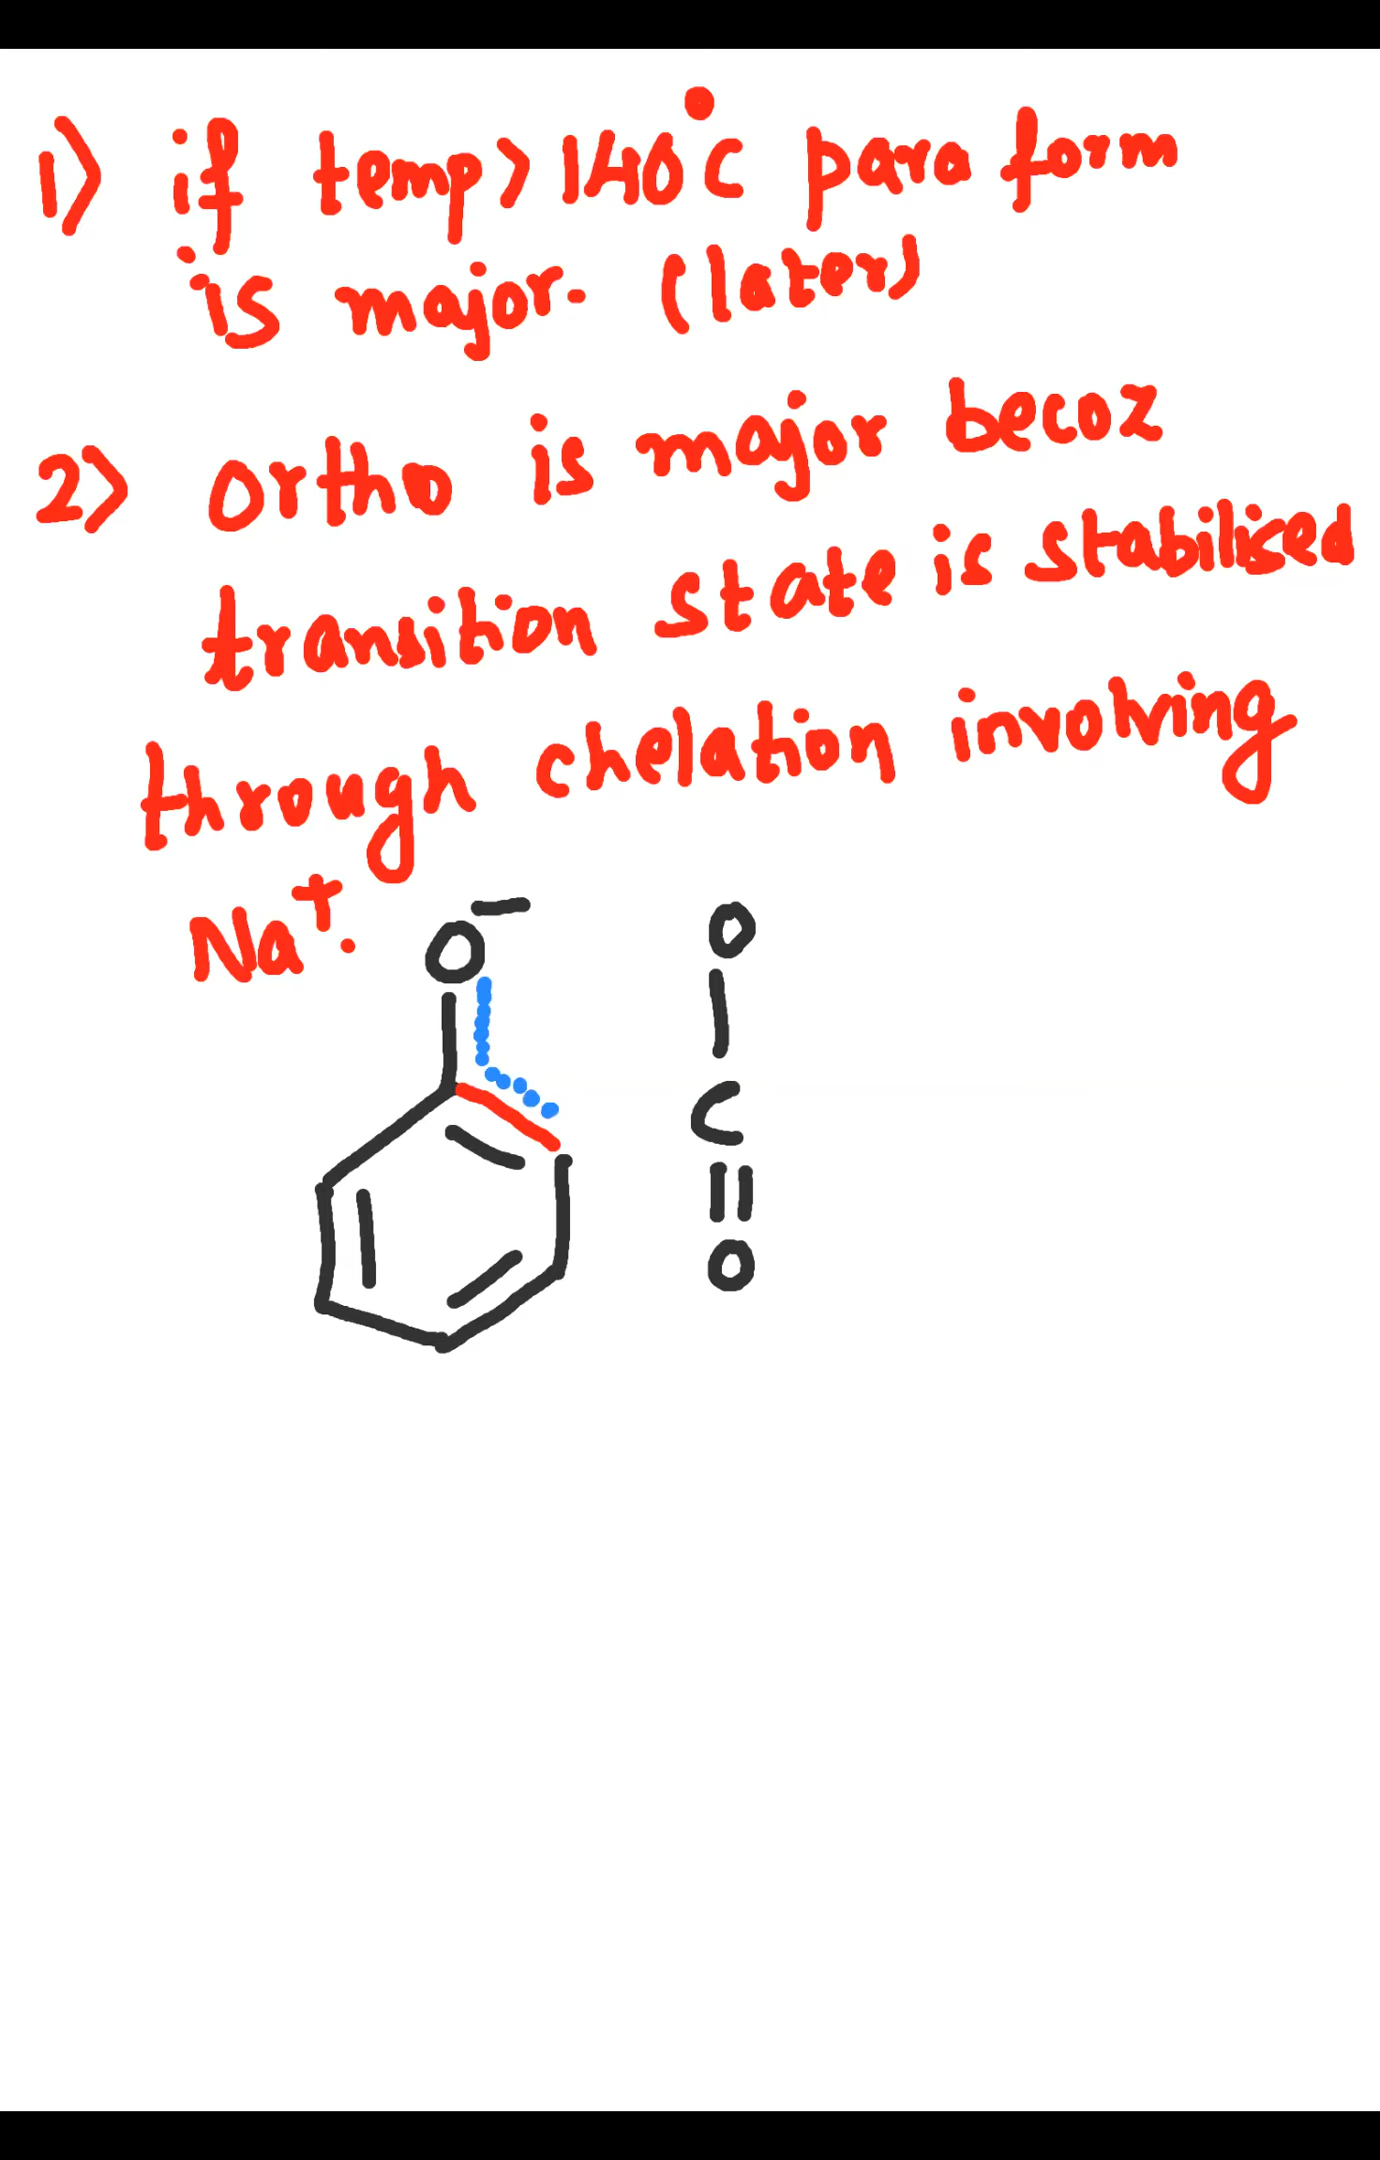 1) if temp > 140°C para form
is major. (later)
2) Ortho is major becoz
transition state is stabilised
through chelation involving
Na⁺.
O⁻ O
C
O